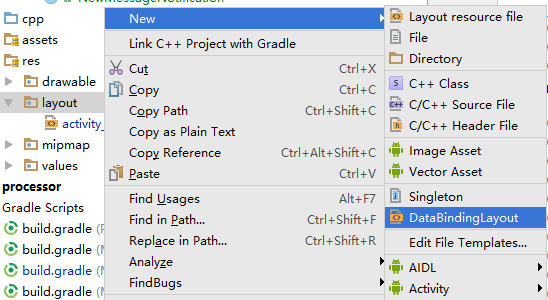 NewMessageNotification
cpp
assets
res
drawable
layout
activity_
mipmap
values
processor
Gradle Scripts
build.gradle (P
build.gradle (M
build.gradle (M
build.gradle (M
New
Link C++ Project with Gradle
Cut Ctrl+X
Copy Ctrl+C
Copy Path Ctrl+Shift+C
Copy as Plain Text
Copy Reference Ctrl+Alt+Shift+C
Paste Ctrl+V
Find Usages Alt+F7
Find in Path... Ctrl+Shift+F
Replace in Path... Ctrl+Shift+R
Analyze
FindBugs
Layout resource file
File
Directory
C++ Class
C/C++ Source File
C/C++ Header File
Image Asset
Vector Asset
Singleton
DataBindingLayout
Edit File Templates...
AIDL
Activity